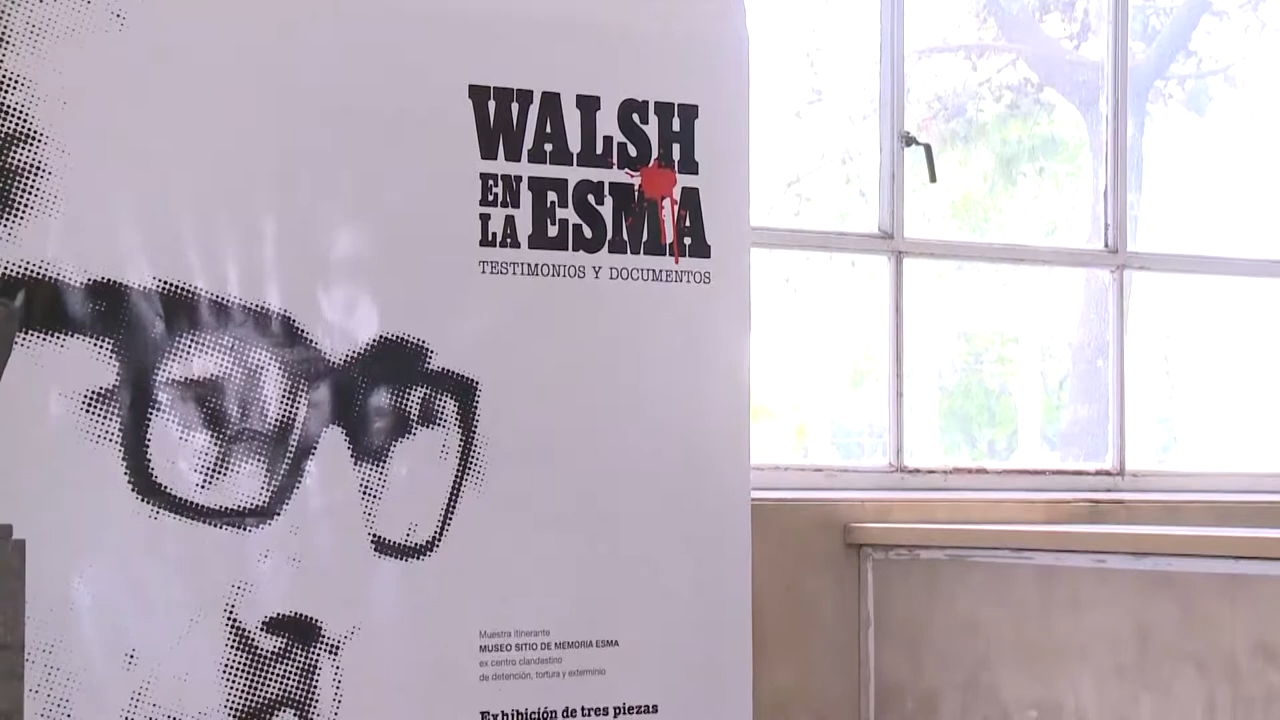 WALSH
EN LA ESMA
TESTIMONIOS Y DOCUMENTOS
Muestra itinerante
MUSEO SITIO DE MEMORIA ESMA
ex centro clandestino
de detención, tortura y exterminio
Exhibición de tres piezas